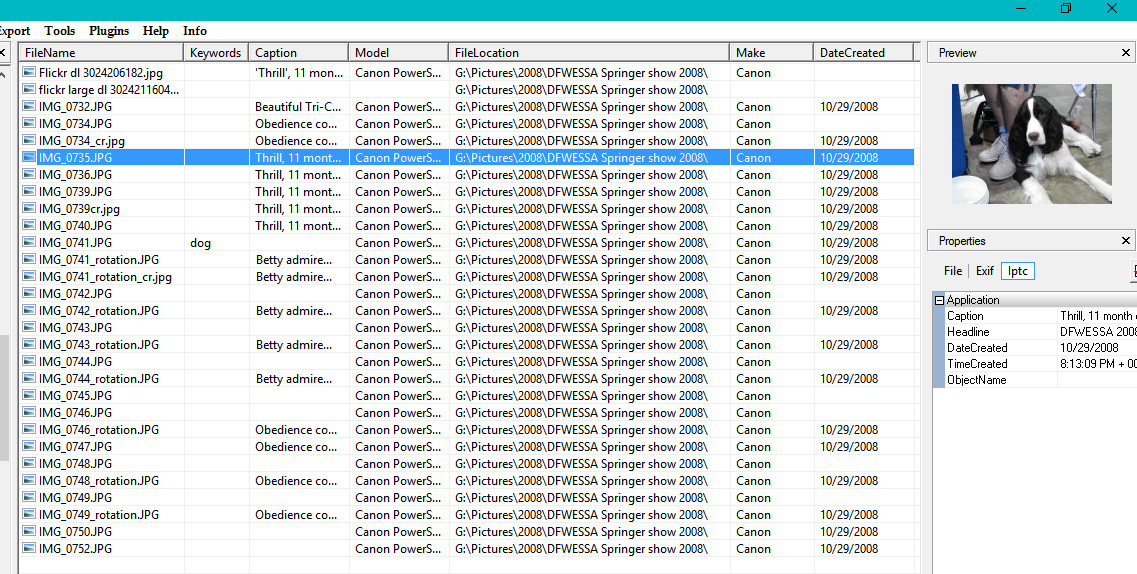 xport Tools Plugins Help Info
FileName Keywords Caption Model FileLocation Make DateCreated
Flickr dl 3024206182.jpg 'Thrill', 11 mon... Canon PowerS... G:\Pictures\2008\DFWESSA Springer show 2008\ Canon
flickr large dl 3024211604... G:\Pictures\2008\DFWESSA Springer show 2008\
IMG_0732.JPG Beautiful Tri-C... Canon PowerS... G:\Pictures\2008\DFWESSA Springer show 2008\ Canon 10/29/2008
IMG_0734.JPG Obedience co... Canon PowerS... G:\Pictures\2008\DFWESSA Springer show 2008\ Canon
IMG_0734_cr.jpg Obedience co... Canon PowerS... G:\Pictures\2008\DFWESSA Springer show 2008\ Canon 10/29/2008
IMG_0735.JPG Thrill, 11 mont... Canon PowerS... G:\Pictures\2008\DFWESSA Springer show 2008\ Canon 10/29/2008
IMG_0736.JPG Thrill, 11 mont... Canon PowerS... G:\Pictures\2008\DFWESSA Springer show 2008\ Canon 10/29/2008
IMG_0739.JPG Thrill, 11 mont... Canon PowerS... G:\Pictures\2008\DFWESSA Springer show 2008\ Canon 10/29/2008
IMG_0739cr.jpg Thrill, 11 mont... Canon PowerS... G:\Pictures\2008\DFWESSA Springer show 2008\ Canon 10/29/2008
IMG_0740.JPG Thrill, 11 mont... Canon PowerS... G:\Pictures\2008\DFWESSA Springer show 2008\ Canon 10/29/2008
IMG_0741.JPG dog Canon PowerS... G:\Pictures\2008\DFWESSA Springer show 2008\ Canon 10/29/2008
IMG_0741_rotation.JPG Betty admire... Canon PowerS... G:\Pictures\2008\DFWESSA Springer show 2008\ Canon 10/29/2008
IMG_0741_rotation_cr.jpg Betty admire... Canon PowerS... G:\Pictures\2008\DFWESSA Springer show 2008\ Canon 10/29/2008
IMG_0742.JPG Canon PowerS... G:\Pictures\2008\DFWESSA Springer show 2008\ Canon
IMG_0742_rotation.JPG Betty admire... Canon PowerS... G:\Pictures\2008\DFWESSA Springer show 2008\ Canon 10/29/2008
IMG_0743.JPG Canon PowerS... G:\Pictures\2008\DFWESSA Springer show 2008\ Canon
IMG_0743_rotation.JPG Betty admire... Canon PowerS... G:\Pictures\2008\DFWESSA Springer show 2008\ Canon 10/29/2008
IMG_0744.JPG Canon PowerS... G:\Pictures\2008\DFWESSA Springer show 2008\ Canon
IMG_0744_rotation.JPG Betty admire... Canon PowerS... G:\Pictures\2008\DFWESSA Springer show 2008\ Canon 10/29/2008
IMG_0745.JPG Canon PowerS... G:\Pictures\2008\DFWESSA Springer show 2008\ Canon
IMG_0746.JPG Canon PowerS... G:\Pictures\2008\DFWESSA Springer show 2008\ Canon
IMG_0746_rotation.JPG Obedience co... Canon PowerS... G:\Pictures\2008\DFWESSA Springer show 2008\ Canon 10/29/2008
IMG_0747.JPG Obedience co... Canon PowerS... G:\Pictures\2008\DFWESSA Springer show 2008\ Canon 10/29/2008
IMG_0748.JPG Canon PowerS... G:\Pictures\2008\DFWESSA Springer show 2008\ Canon
IMG_0748_rotation.JPG Obedience co... Canon PowerS... G:\Pictures\2008\DFWESSA Springer show 2008\ Canon 10/29/2008
IMG_0749.JPG Canon PowerS... G:\Pictures\2008\DFWESSA Springer show 2008\ Canon
IMG_0749_rotation.JPG Obedience co... Canon PowerS... G:\Pictures\2008\DFWESSA Springer show 2008\ Canon 10/29/2008
IMG_0750.JPG Canon PowerS... G:\Pictures\2008\DFWESSA Springer show 2008\ Canon 10/29/2008
IMG_0752.JPG Canon PowerS... G:\Pictures\2008\DFWESSA Springer show 2008\ Canon 10/29/2008
Preview
Properties
File Exif Iptc
Application
Caption Thrill, 11 month
Headline DFWESSA 2008
DateCreated 10/29/2008
TimeCreated 8:13:09 PM + 00
ObjectName